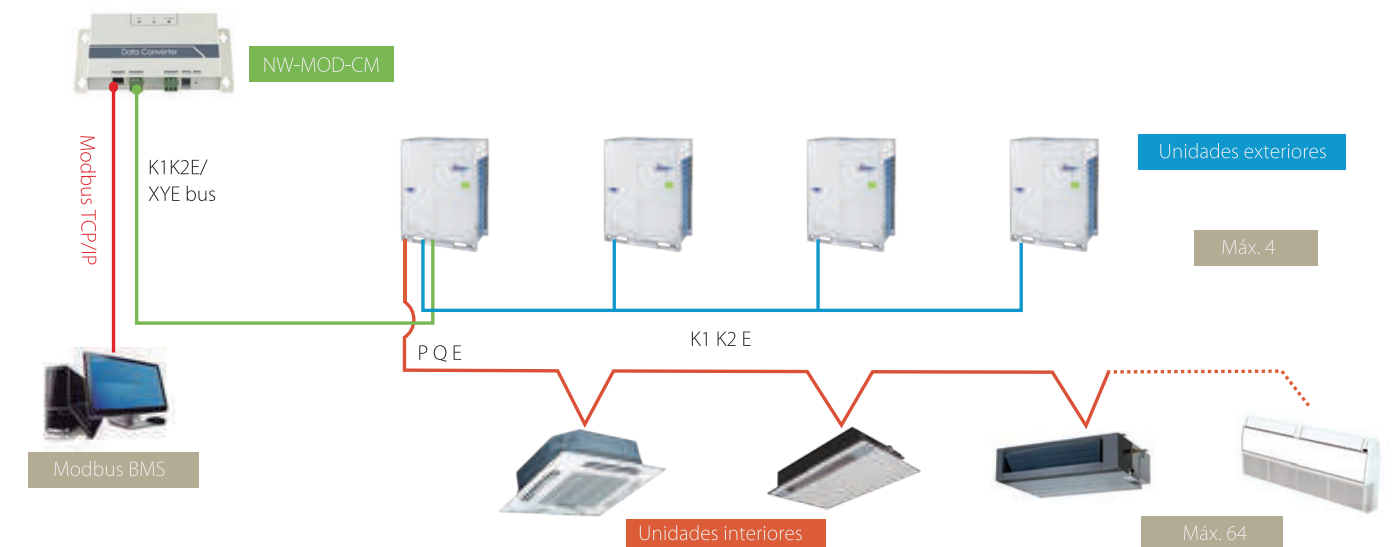 Data Converter
NW-MOD-CM
Modbus TCP/IP
K1K2E/
XYE bus
Unidades exteriores
Máx. 4
K1 K2 E
P Q E
Modbus BMS
Unidades interiores
Máx. 64